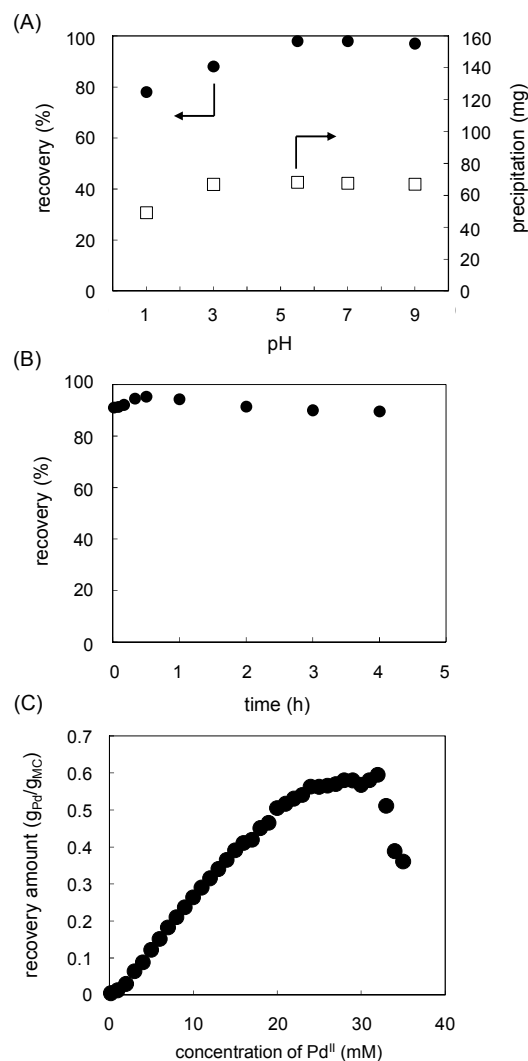 (A)
100
80
60
40
20
0
recovery (%)
160
140
120
100
80
60
40
20
0
precipitation (mg)
1 3 5 7 9
pH
(B)
100
80
60
40
20
0
recovery (%)
0 1 2 3 4 5
time (h)
(C)
0.7
0.6
0.5
0.4
0.3
0.2
0.1
0
recovery amount (gPd/gMC)
0 10 20 30 40
concentration of PdII (mM)